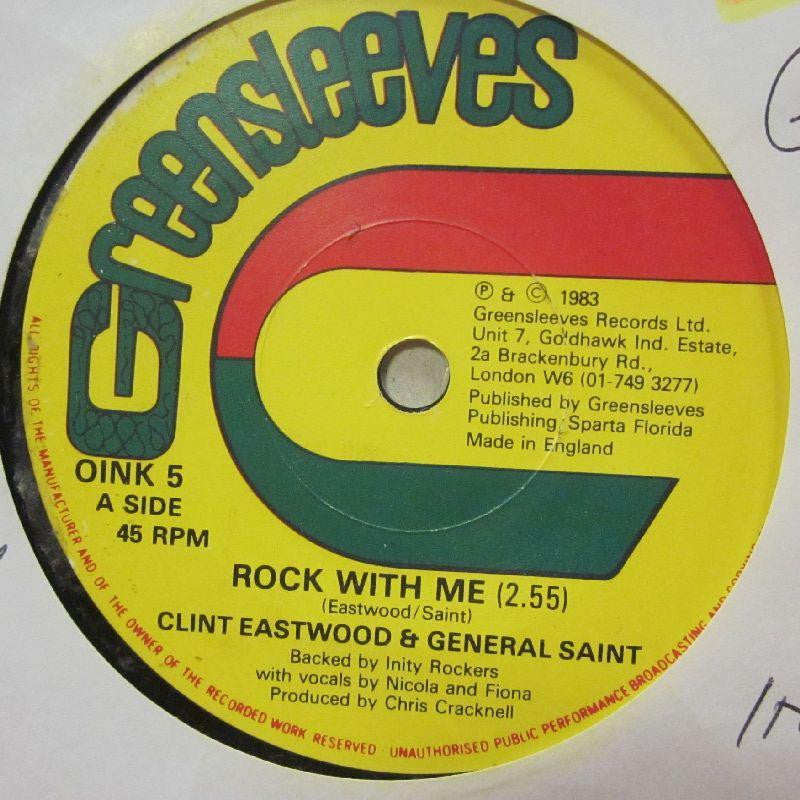 Greensleeves
℗ & © 1983
Greensleeves Records Ltd.
Unit 7, Goldhawk Ind. Estate,
2a Brackenbury Rd.,
London W6 (01-749 3277)
Published by Greensleeves
Publishing, Sparta Florida
Made in England
OINK 5
A SIDE
45 RPM
ROCK WITH ME (2.55)
(Eastwood/Saint)
CLINT EASTWOOD & GENERAL SAINT
Backed by Inity Rockers
with vocals by Nicola and Fiona
Produced by Chris Cracknell
ALL RIGHTS OF THE MANUFACTURER AND OF THE OWNER OF THE RECORDED WORK RESERVED · UNAUTHORISED PUBLIC PERFORMANCE BROADCASTING AND COPYING